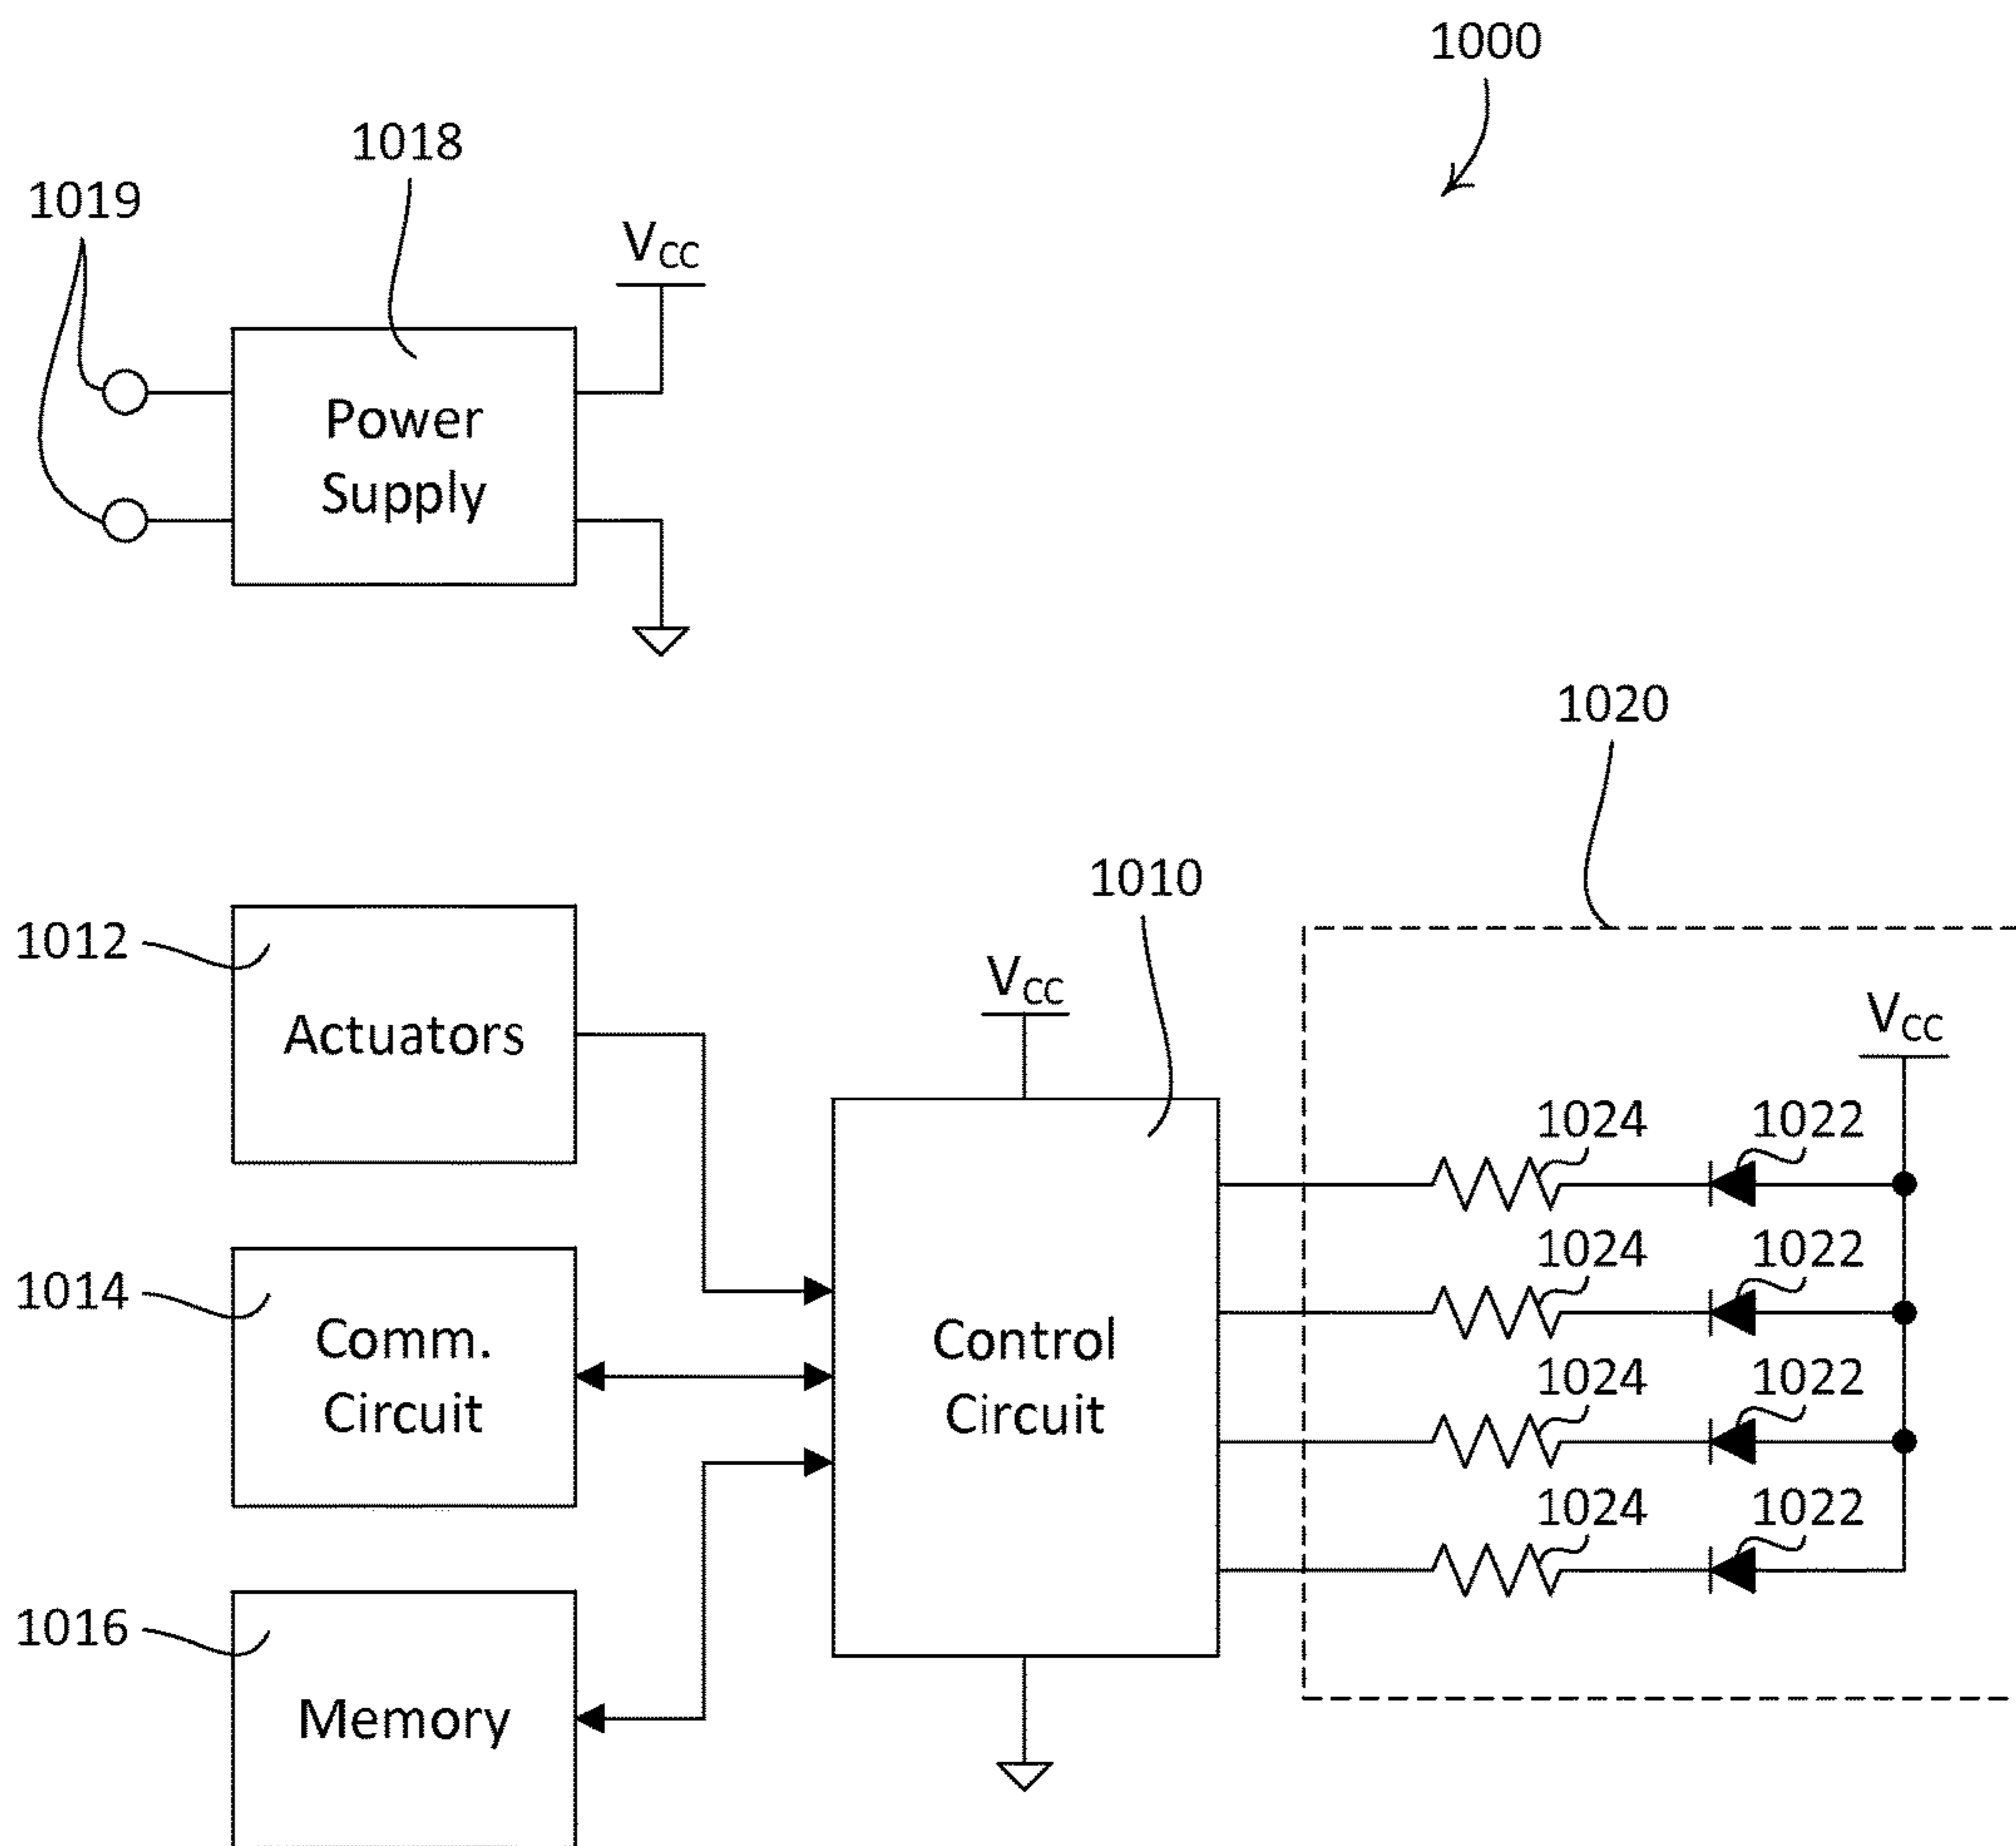 1000
1018
1019
VCC
Power
Supply
1020
1010
1012
Actuators
VCC
VCC
1024 1022
1024 1022
1014
Comm.
Circuit
Control
Circuit
1024 1022
1024 1022
1016
Memory